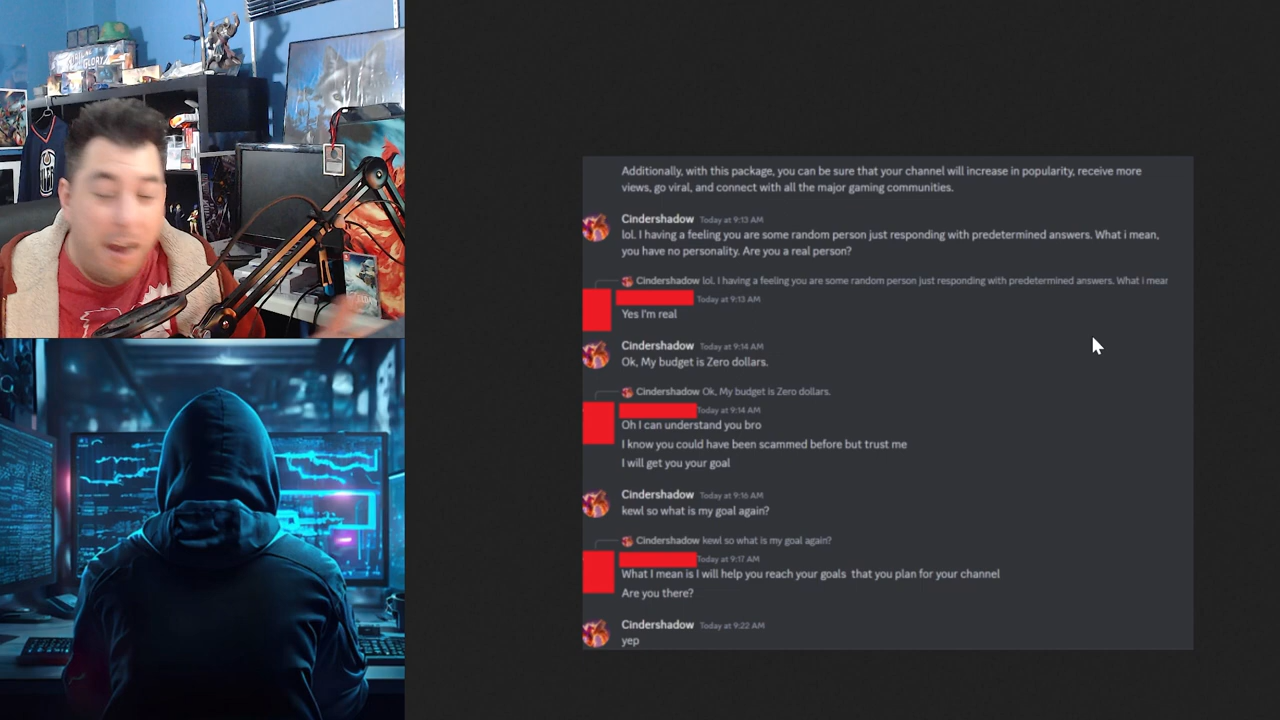 GLORY
Additionally, with this package, you can be sure that your channel will increase in popularity, receive more
views, go viral, and connect with all the major gaming communities.
Cindershadow Today at 9:13 AM
lol. I having a feeling you are some random person just responding with predetermined answers. What i mean,
you have no personality. Are you a real person?
Cindershadow lol. I having a feeling you are some random person just responding with predetermined answers. What i mear
Today at 9:13 AM
Yes I'm real
Cindershadow Today at 9:14 AM
Ok, My budget is Zero dollars.
Cindershadow Ok, My budget is Zero dollars.
Today at 9:14 AM
Oh I can understand you bro
I know you could have been scammed before but trust me
I will get you your goal
Cindershadow Today at 9:16 AM
kewl so what is my goal again?
Cindershadow kewl so what is my goal again?
Today at 9:17 AM
What I mean is I will help you reach your goals that you plan for your channel
Are you there?
Cindershadow Today at 9:22 AM
yep